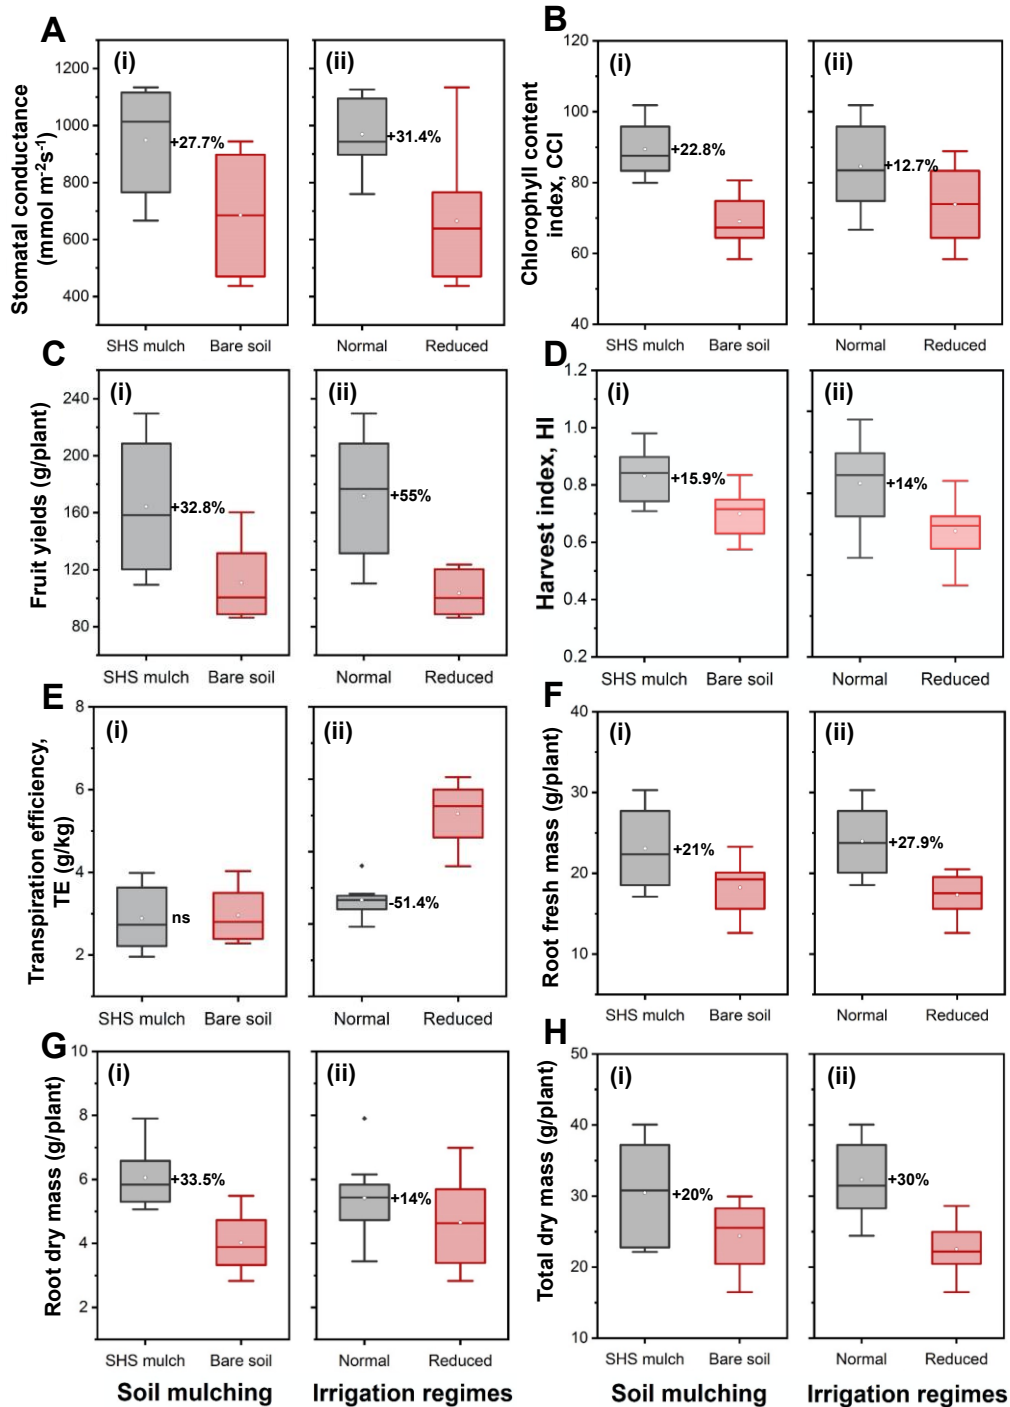 A
B
(i)
(ii)
(i)
(ii)
Stomatal conductance
(mmol m-2s-1)
1200
1000
800
600
400
+27.7%
+31.4%
Chlorophyll content
index, CCI
120
100
80
60
40
+22.8%
+12.7%
SHS mulch
Bare soil
Normal
Reduced
SHS mulch
Bare soil
Normal
Reduced
C
D
(i)
(ii)
(i)
(ii)
Fruit yields (g/plant)
240
200
160
120
80
+32.8%
+55%
Harvest index, HI
1.2
1.0
0.8
0.6
0.4
0.2
+15.9%
+14%
SHS mulch
Bare soil
Normal
Reduced
SHS mulch
Bare soil
Normal
Reduced
E
F
(i)
(ii)
(i)
(ii)
Transpiration efficiency,
TE (g/kg)
8
6
4
2
ns
-51.4%
Root fresh mass (g/plant)
40
30
20
10
+21%
+27.9%
SHS mulch
Bare soil
Normal
Reduced
SHS mulch
Bare soil
Normal
Reduced
G
H
(i)
(ii)
(i)
(ii)
Root dry mass (g/plant)
10
8
6
4
2
+33.5%
+14%
Total dry mass (g/plant)
50
40
30
20
10
+20%
+30%
SHS mulch
Bare soil
Normal
Reduced
SHS mulch
Bare soil
Normal
Reduced
Soil mulching
Irrigation regimes
Soil mulching
Irrigation regimes